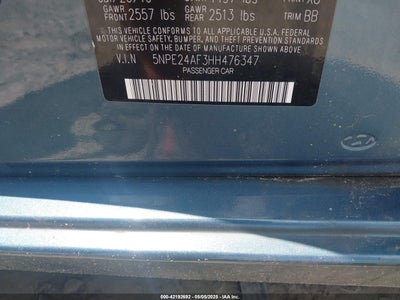 GAWR GAWR
FRONT 2557 lbs REAR 2513 lbs TRIM BB
THIS VEHICLE CONFORMS TO ALL APPLICABLE U.S.A. FEDERAL
MOTOR VEHICLE SAFETY, BUMPER, AND THEFT PREVENTION
STANDARDS IN EFFECT ON THE DATE OF MANUFACTURE
SHOWN ABOVE.
V.I.N 5NPE24AF3HH476347
PASSENGER CAR
000-42192692 - 05/05/2025 - IAA Inc.